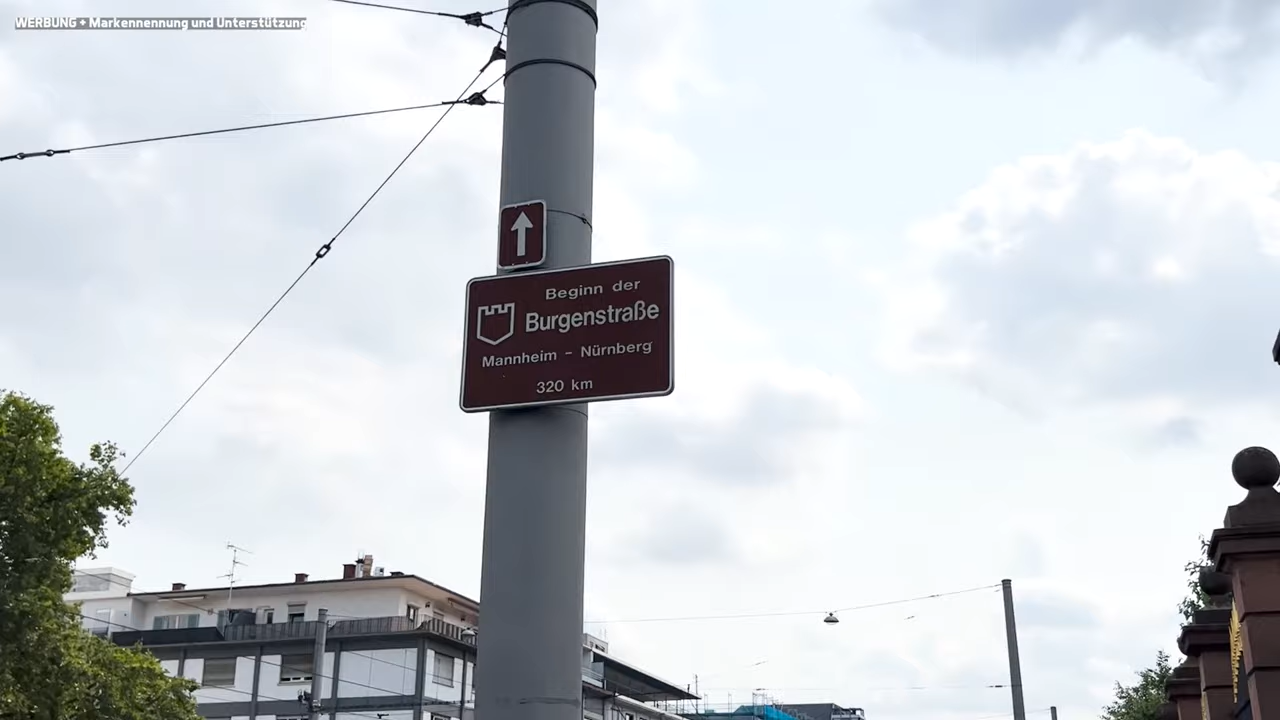 WERBUNG + Markennennung und Unterstützung
Beginn der
Burgenstraße
Mannheim - Nürnberg
320 km